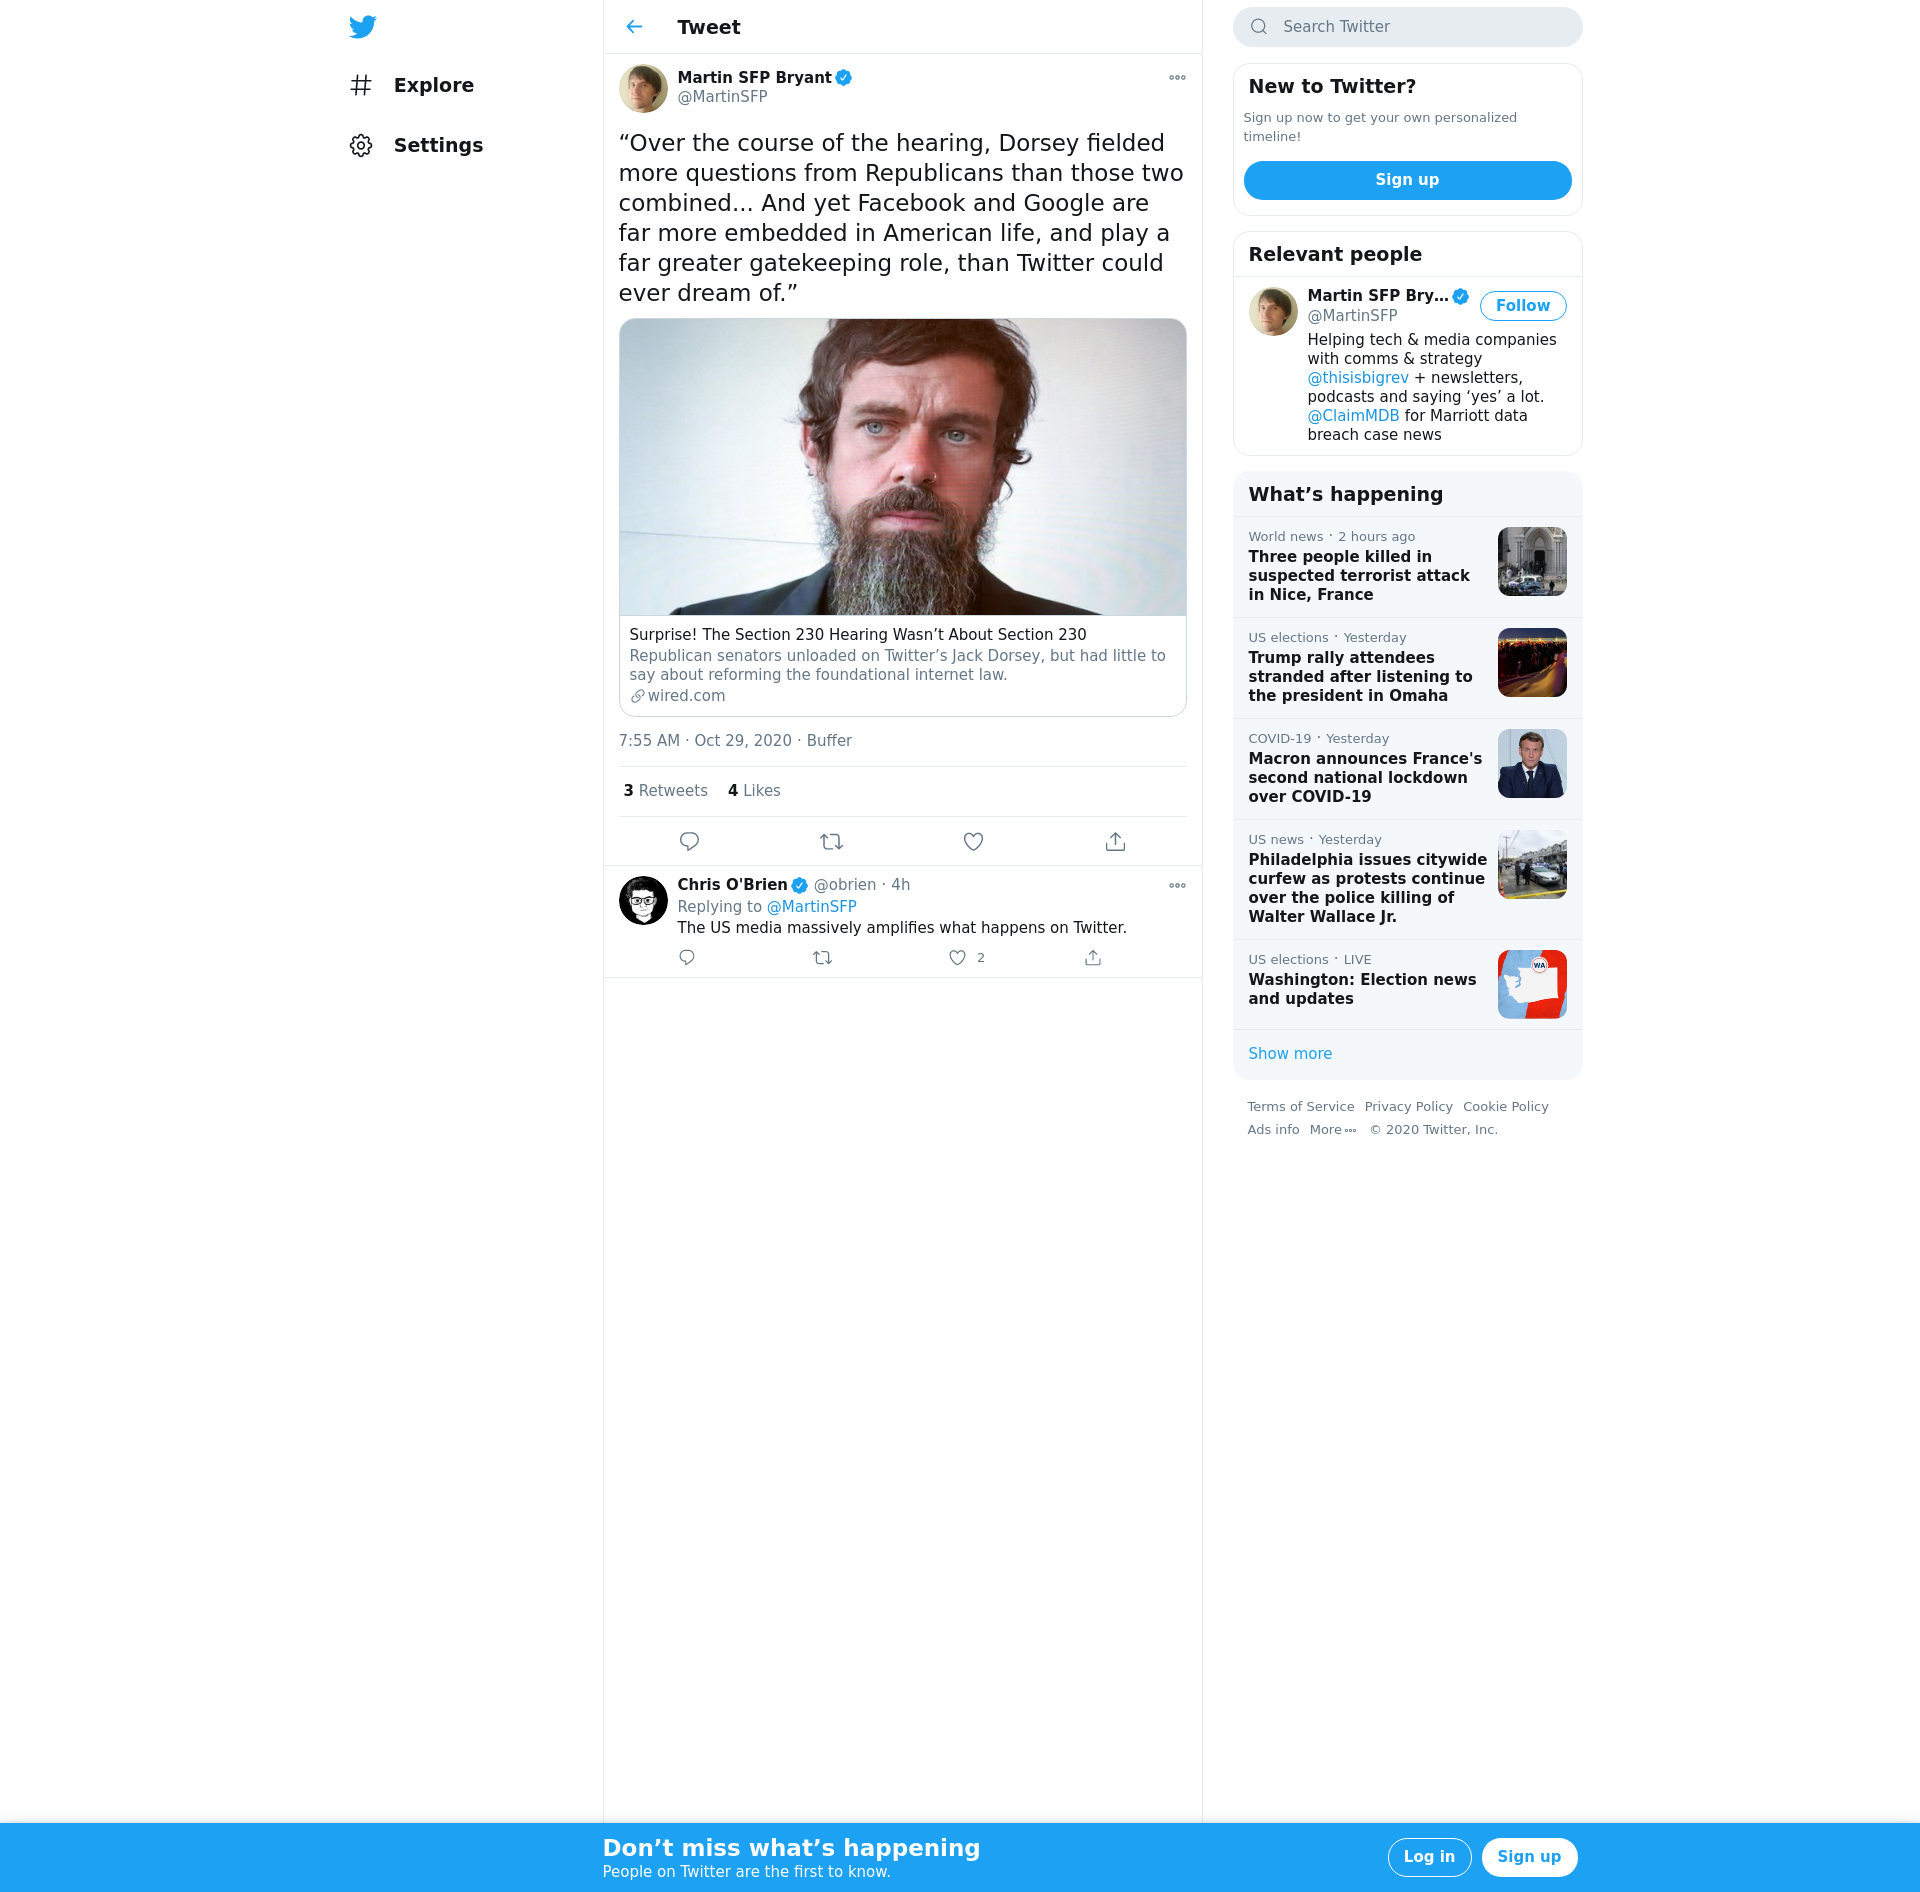 Explore
Settings
Tweet
Martin SFP Bryant
@MartinSFP
“Over the course of the hearing, Dorsey fielded
more questions from Republicans than those two
combined... And yet Facebook and Google are
far more embedded in American life, and play a
far greater gatekeeping role, than Twitter could
ever dream of.”
Surprise! The Section 230 Hearing Wasn’t About Section 230
Republican senators unloaded on Twitter’s Jack Dorsey, but had little to
say about reforming the foundational internet law.
wired.com
7:55 AM · Oct 29, 2020 · Buffer
3 Retweets 4 Likes
Chris O'Brien @obrien · 4h
Replying to @MartinSFP
The US media massively amplifies what happens on Twitter.
2
Search Twitter
New to Twitter?
Sign up now to get your own personalized
timeline!
Sign up
Relevant people
Martin SFP Bry...
@MartinSFP
Follow
Helping tech & media companies
with comms & strategy
@thisisbigrev + newsletters,
podcasts and saying ‘yes’ a lot.
@ClaimMDB for Marriott data
breach case news
What’s happening
World news · 2 hours ago
Three people killed in
suspected terrorist attack
in Nice, France
US elections · Yesterday
Trump rally attendees
stranded after listening to
the president in Omaha
COVID-19 · Yesterday
Macron announces France's
second national lockdown
over COVID-19
US news · Yesterday
Philadelphia issues citywide
curfew as protests continue
over the police killing of
Walter Wallace Jr.
US elections · LIVE
Washington: Election news
and updates
WA
Show more
Terms of Service Privacy Policy Cookie Policy
Ads info More © 2020 Twitter, Inc.
Don’t miss what’s happening
People on Twitter are the first to know.
Log in
Sign up